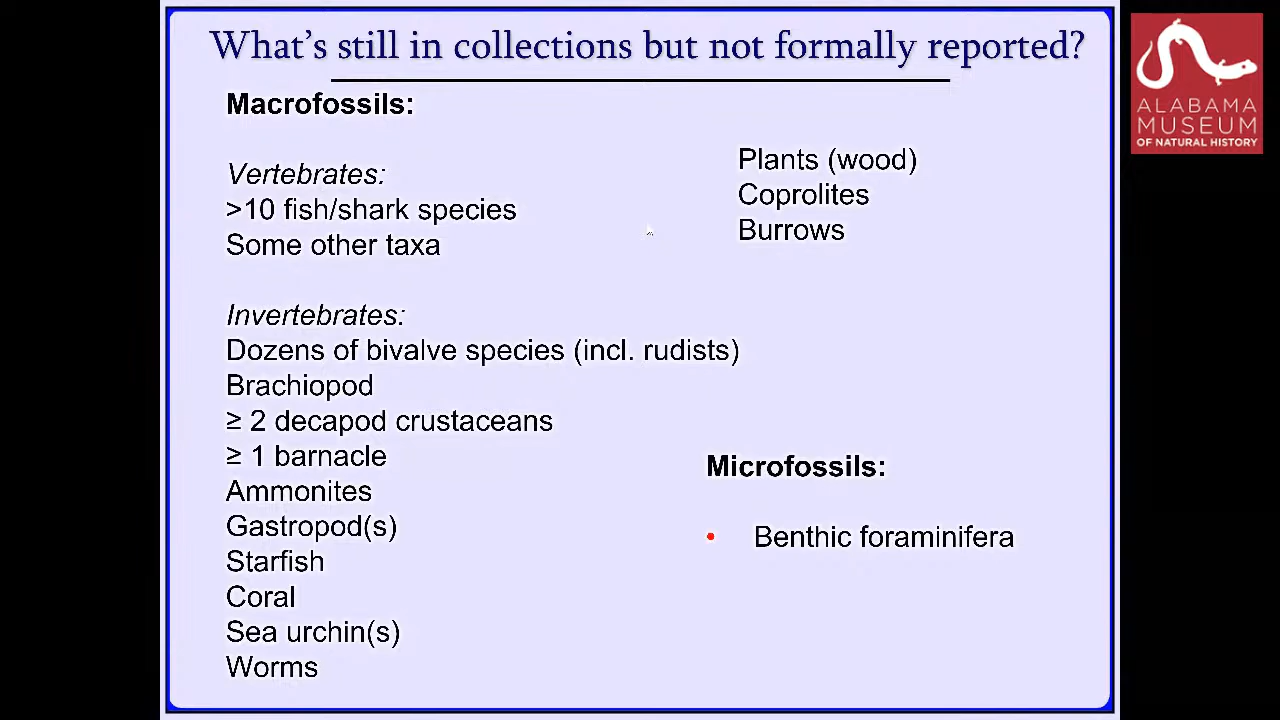 What's still in collections but not formally reported?
Macrofossils:
Vertebrates:
>10 fish/shark species
Some other taxa
Invertebrates:
Dozens of bivalve species (incl. rudists)
Brachiopod
≥ 2 decapod crustaceans
≥ 1 barnacle
Ammonites
Gastropod(s)
Starfish
Coral
Sea urchin(s)
Worms
Plants (wood)
Coprolites
Burrows
Microfossils:
• Benthic foraminifera
ALABAMA
MUSEUM
OF NATURAL HISTORY